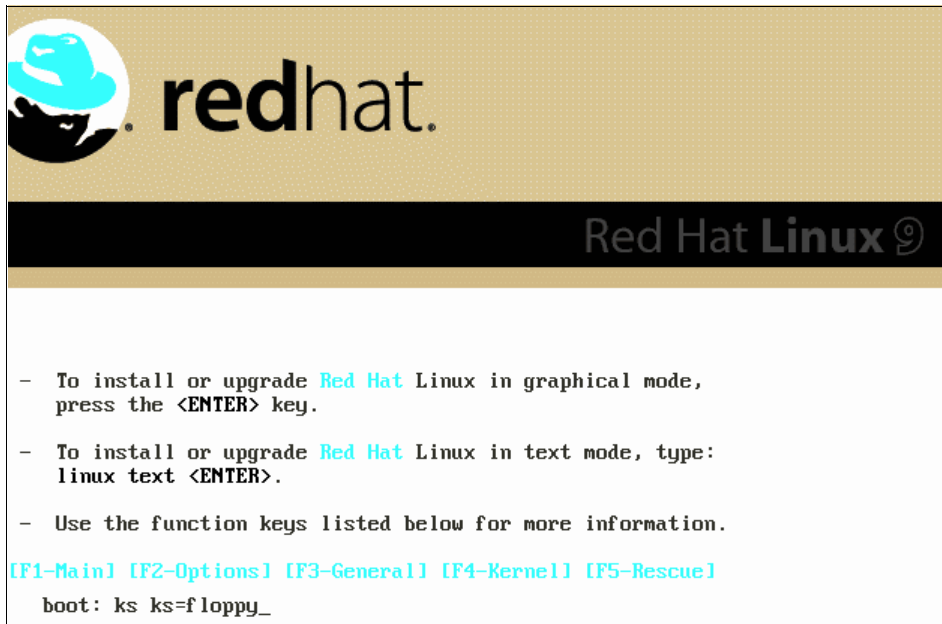 redhat.
Red Hat Linux 9
- To install or upgrade Red Hat Linux in graphical mode,
press the <ENTER> key.
- To install or upgrade Red Hat Linux in text mode, type:
linux text <ENTER>.
- Use the function keys listed below for more information.
[F1-Main] [F2-Options] [F3-General] [F4-Kernel] [F5-Rescue]
boot: ks ks=floppy_